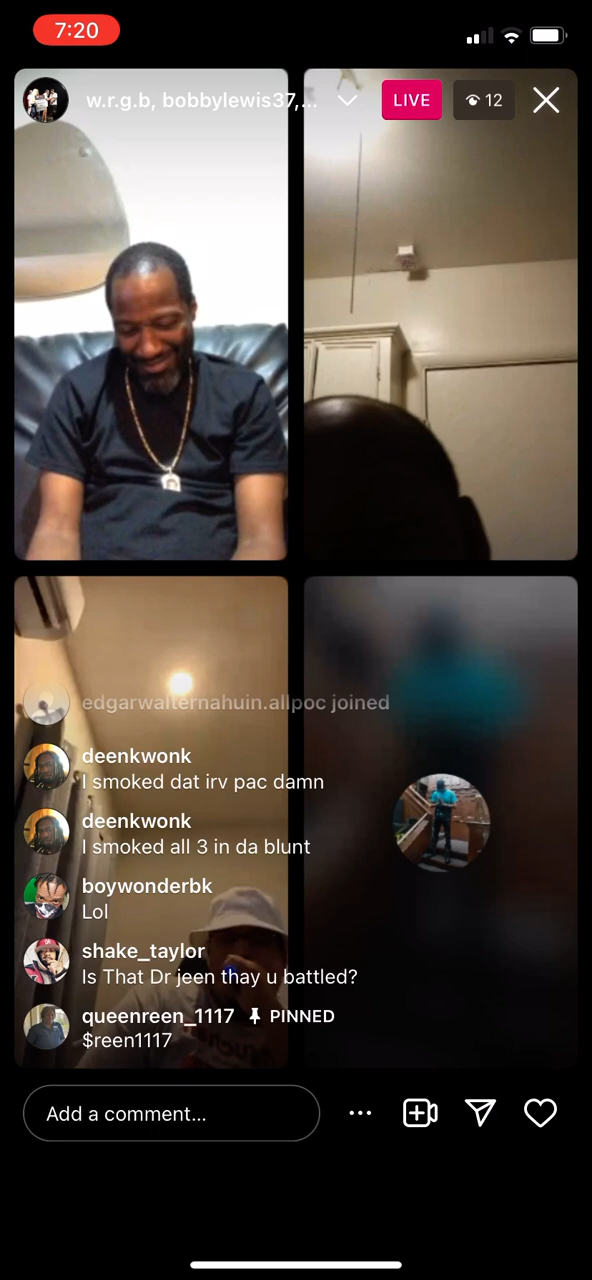 7:20
w.r.g.b, bobbylewis37,...
LIVE
12
edgarwalternahuin.allpoc joined
deenkwonk
I smoked dat irv pac damn
deenkwonk
I smoked all 3 in da blunt
boywonderbk
Lol
shake_taylor
Is That Dr jeen thay u battled?
queenreen_1117 PINNED
$reen1117
Add a comment...